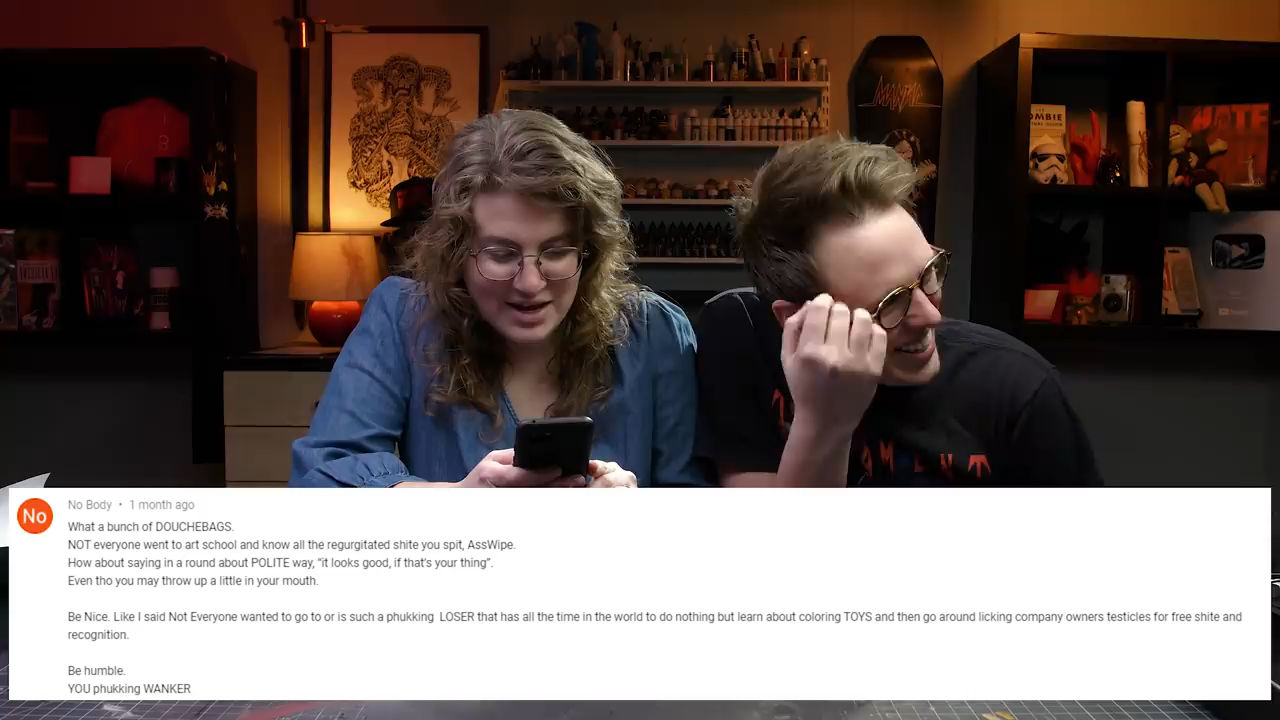 MANTL
OMBIE
HATE
AMERICAN
AMENT
No
No Body • 1 month ago
What a bunch of DOUCHEBAGS.
NOT everyone went to art school and know all the regurgitated shite you spit, AssWipe.
How about saying in a round about POLITE way, “it looks good, if that's your thing”.
Even tho you may throw up a little in your mouth.
Be Nice. Like I said Not Everyone wanted to go to or is such a phukking LOSER that has all the time in the world to do nothing but learn about coloring TOYS and then go around licking company owners testicles for free shite and
recognition.
Be humble.
YOU phukking WANKER